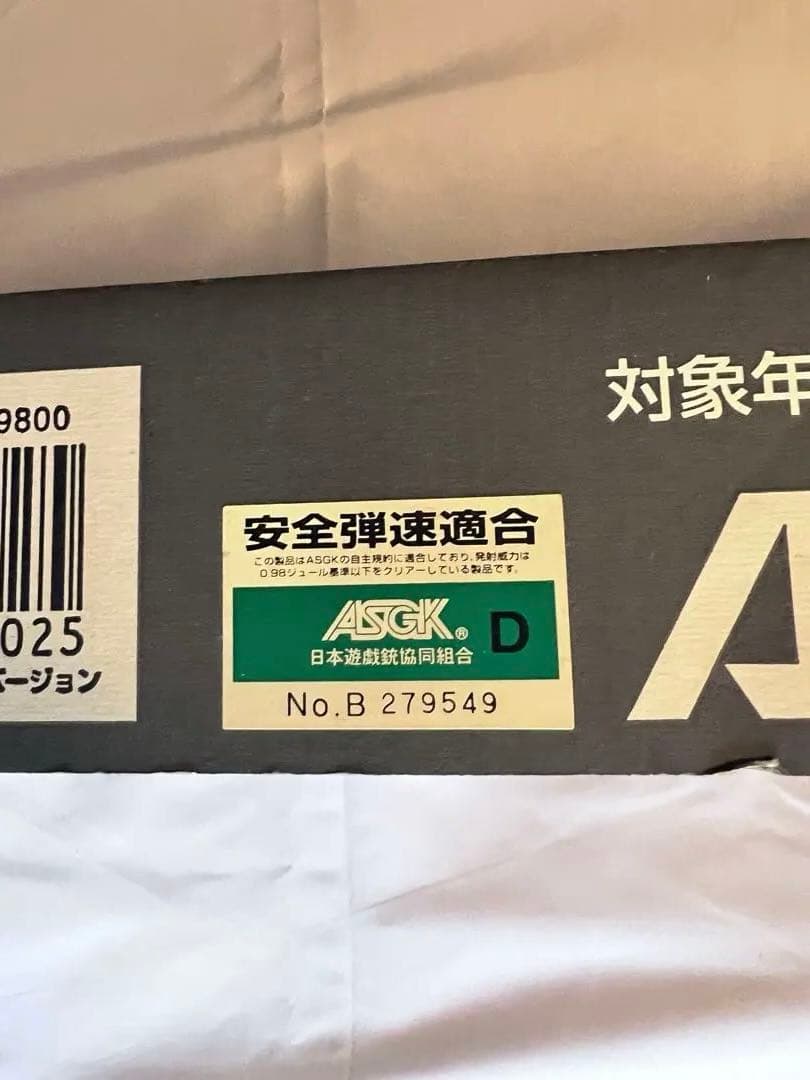 9800
025
バージョン
対象年
安全弾速適合
この製品はASGKの自主規約に適合しており、発射威力は
0.98ジュール基準以下をクリアーしている製品です。
ASGK® D
日本遊戯銃協同組合
No.B 279549
A